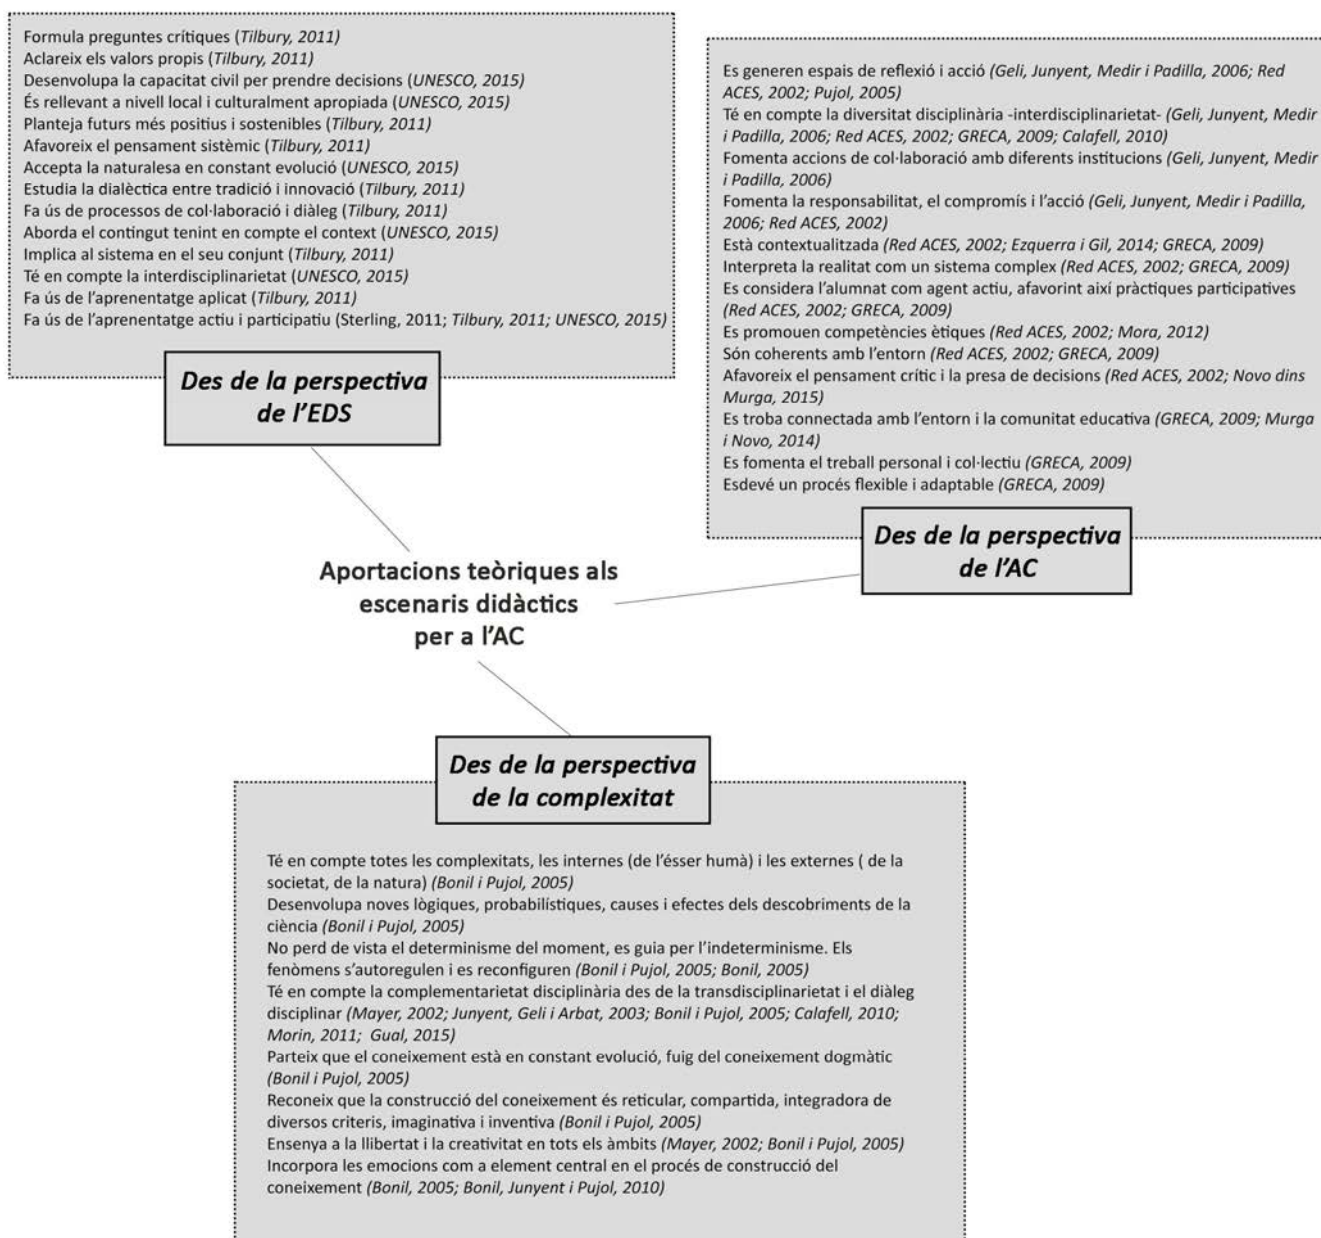 Formula preguntes crítiques (Tilbury, 2011)
Aclareix els valors propis (Tilbury, 2011)
Desenvolupa la capacitat civil per prendre decisions (UNESCO, 2015)
És rellevant a nivell local i culturalment apropiada (UNESCO, 2015)
Planteja futurs més positius i sostenibles (Tilbury, 2011)
Afavoreix el pensament sistèmic (Tilbury, 2011)
Accepta la naturalesa en constant evolució (UNESCO, 2015)
Estudia la dialèctica entre tradició i innovació (Tilbury, 2011)
Fa ús de processos de col·laboració i diàleg (Tilbury, 2011)
Aborda el contingut tenint en compte el context (UNESCO, 2015)
Implica al sistema en el seu conjunt (Tilbury, 2011)
Té en compte la interdisciplinarietat (UNESCO, 2015)
Fa ús de l'aprenentatge aplicat (Tilbury, 2011)
Fa ús de l'aprenentatge actiu i participatiu (Sterling, 2011; Tilbury, 2011; UNESCO, 2015)
Des de la perspectiva
de l'EDS
Es generen espais de reflexió i acció (Geli, Junyent, Medir i Padilla, 2006; Red
ACES, 2002; Pujol, 2005)
Té en compte la diversitat disciplinària -interdisciplinarietat- (Geli, Junyent, Medir
i Padilla, 2006; Red ACES, 2002; GRECA, 2009; Calafell, 2010)
Fomenta accions de col·laboració amb diferents institucions (Geli, Junyent, Medir
i Padilla, 2006)
Fomenta la responsabilitat, el compromís i l'acció (Geli, Junyent, Medir i Padilla,
2006; Red ACES, 2002)
Està contextualitzada (Red ACES, 2002; Ezquerra i Gil, 2014; GRECA, 2009)
Interpreta la realitat com un sistema complex (Red ACES, 2002; GRECA, 2009)
Es considera l'alumnat com agent actiu, afavorint així pràctiques participatives
(Red ACES, 2002; GRECA, 2009)
Es promouen competències ètiques (Red ACES, 2002; Mora, 2012)
Són coherents amb l'entorn (Red ACES, 2002; GRECA, 2009)
Afavoreix el pensament crític i la presa de decisions (Red ACES, 2002; Novo dins
Murga, 2015)
Es troba connectada amb l'entorn i la comunitat educativa (GRECA, 2009; Murga
i Novo, 2014)
Es fomenta el treball personal i col·lectiu (GRECA, 2009)
Esdevé un procés flexible i adaptable (GRECA, 2009)
Des de la perspectiva
de l'AC
Aportacions teòriques als
escenaris didàctics
per a l'AC
Des de la perspectiva
de la complexitat
Té en compte totes les complexitats, les internes (de l'ésser humà) i les externes ( de la
societat, de la natura) (Bonil i Pujol, 2005)
Desenvolupa noves lògiques, probabilístiques, causes i efectes dels descobriments de la
ciència (Bonil i Pujol, 2005)
No perd de vista el determinisme del moment, es guia per l'indeterminisme. Els
fenòmens s'autoregulen i es reconfiguren (Bonil i Pujol, 2005; Bonil, 2005)
Té en compte la complementarietat disciplinària des de la transdisciplinarietat i el diàleg
disciplinar (Mayer, 2002; Junyent, Geli i Arbat, 2003; Bonil i Pujol, 2005; Calafell, 2010;
Morin, 2011; Gual, 2015)
Parteix que el coneixement està en constant evolució, fuig del coneixement dogmàtic
(Bonil i Pujol, 2005)
Reconeix que la construcció del coneixement és reticular, compartida, integradora de
diversos criteris, imaginativa i inventiva (Bonil i Pujol, 2005)
Ensenya a la llibertat i la creativitat en tots els àmbits (Mayer, 2002; Bonil i Pujol, 2005)
Incorpora les emocions com a element central en el procés de construcció del
coneixement (Bonil, 2005; Bonil, Junyent i Pujol, 2010)